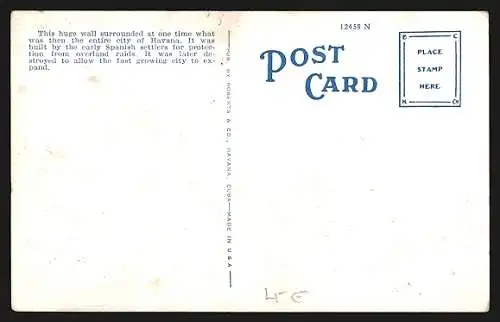 This huge wall surrounded at one time what
was then the entire city of Havana. It was
built by the early Spanish settlers for protec-
tion from overland raids. It was later de-
stroyed to allow the fast growing city to ex-
pand.
PUB. BY ROBERTS & CO., HAVANA, CUBA—MADE IN U S A
12458 N
POST
CARD
PLACE
STAMP
HERE